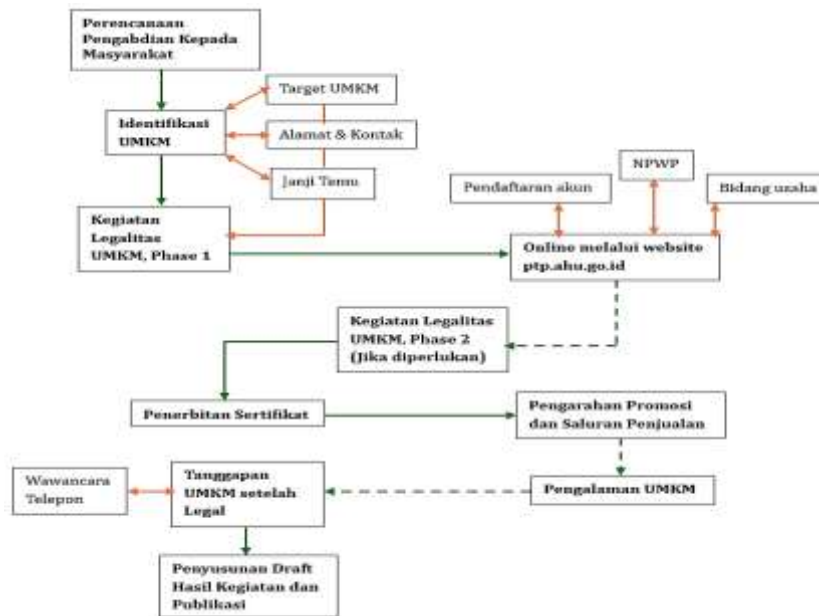 Perencanaan
Pengabdian Kepada
Masyarakat
Target UMKM
Identifikasi
UMKM
Alamat & Kontak
Janji Temu
NPWP
Pendaftaran akun
Bidang usaha
Kegiatan
Legalitas
UMKM, Phase 1
Online melalui website
ptp.ahu.go.id
Kegiatan Legalitas
UMKM, Phase 2
(Jika diperlukan)
Penerbitan Sertifikat
Pengarahan Promosi
dan Saluran Penjualan
Wawancara
Telepon
Tanggapan
UMKM setelah
Legal
Pengalaman UMKM
Penyusunan Draft
Hasil Kegiatan dan
Publikasi